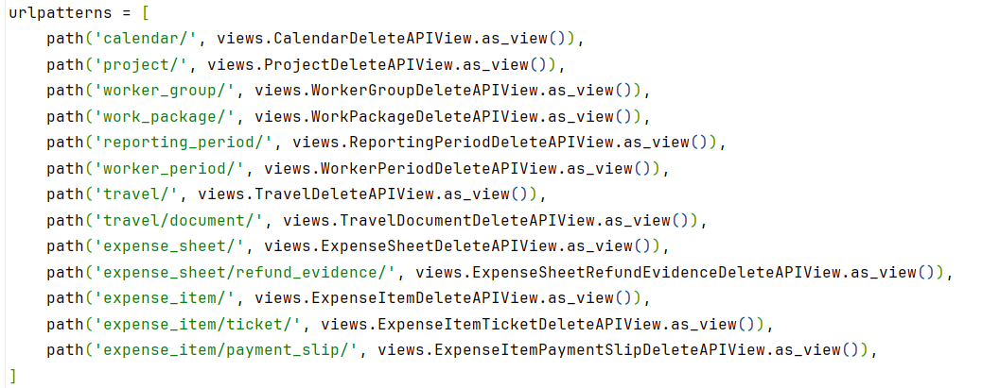 urlpatterns = [
    path('calendar/', views.CalendarDeleteAPIView.as_view()),
    path('project/', views.ProjectDeleteAPIView.as_view()),
    path('worker_group/', views.WorkerGroupDeleteAPIView.as_view()),
    path('work_package/', views.WorkPackageDeleteAPIView.as_view()),
    path('reporting_period/', views.ReportingPeriodDeleteAPIView.as_view()),
    path('worker_period/', views.WorkerPeriodDeleteAPIView.as_view()),
    path('travel/', views.TravelDeleteAPIView.as_view()),
    path('travel/document/', views.TravelDocumentDeleteAPIView.as_view()),
    path('expense_sheet/', views.ExpenseSheetDeleteAPIView.as_view()),
    path('expense_sheet/refund_evidence/', views.ExpenseSheetRefundEvidenceDeleteAPIView.as_view()),
    path('expense_item/', views.ExpenseItemDeleteAPIView.as_view()),
    path('expense_item/ticket/', views.ExpenseItemTicketDeleteAPIView.as_view()),
    path('expense_item/payment_slip/', views.ExpenseItemPaymentSlipDeleteAPIView.as_view()),
]